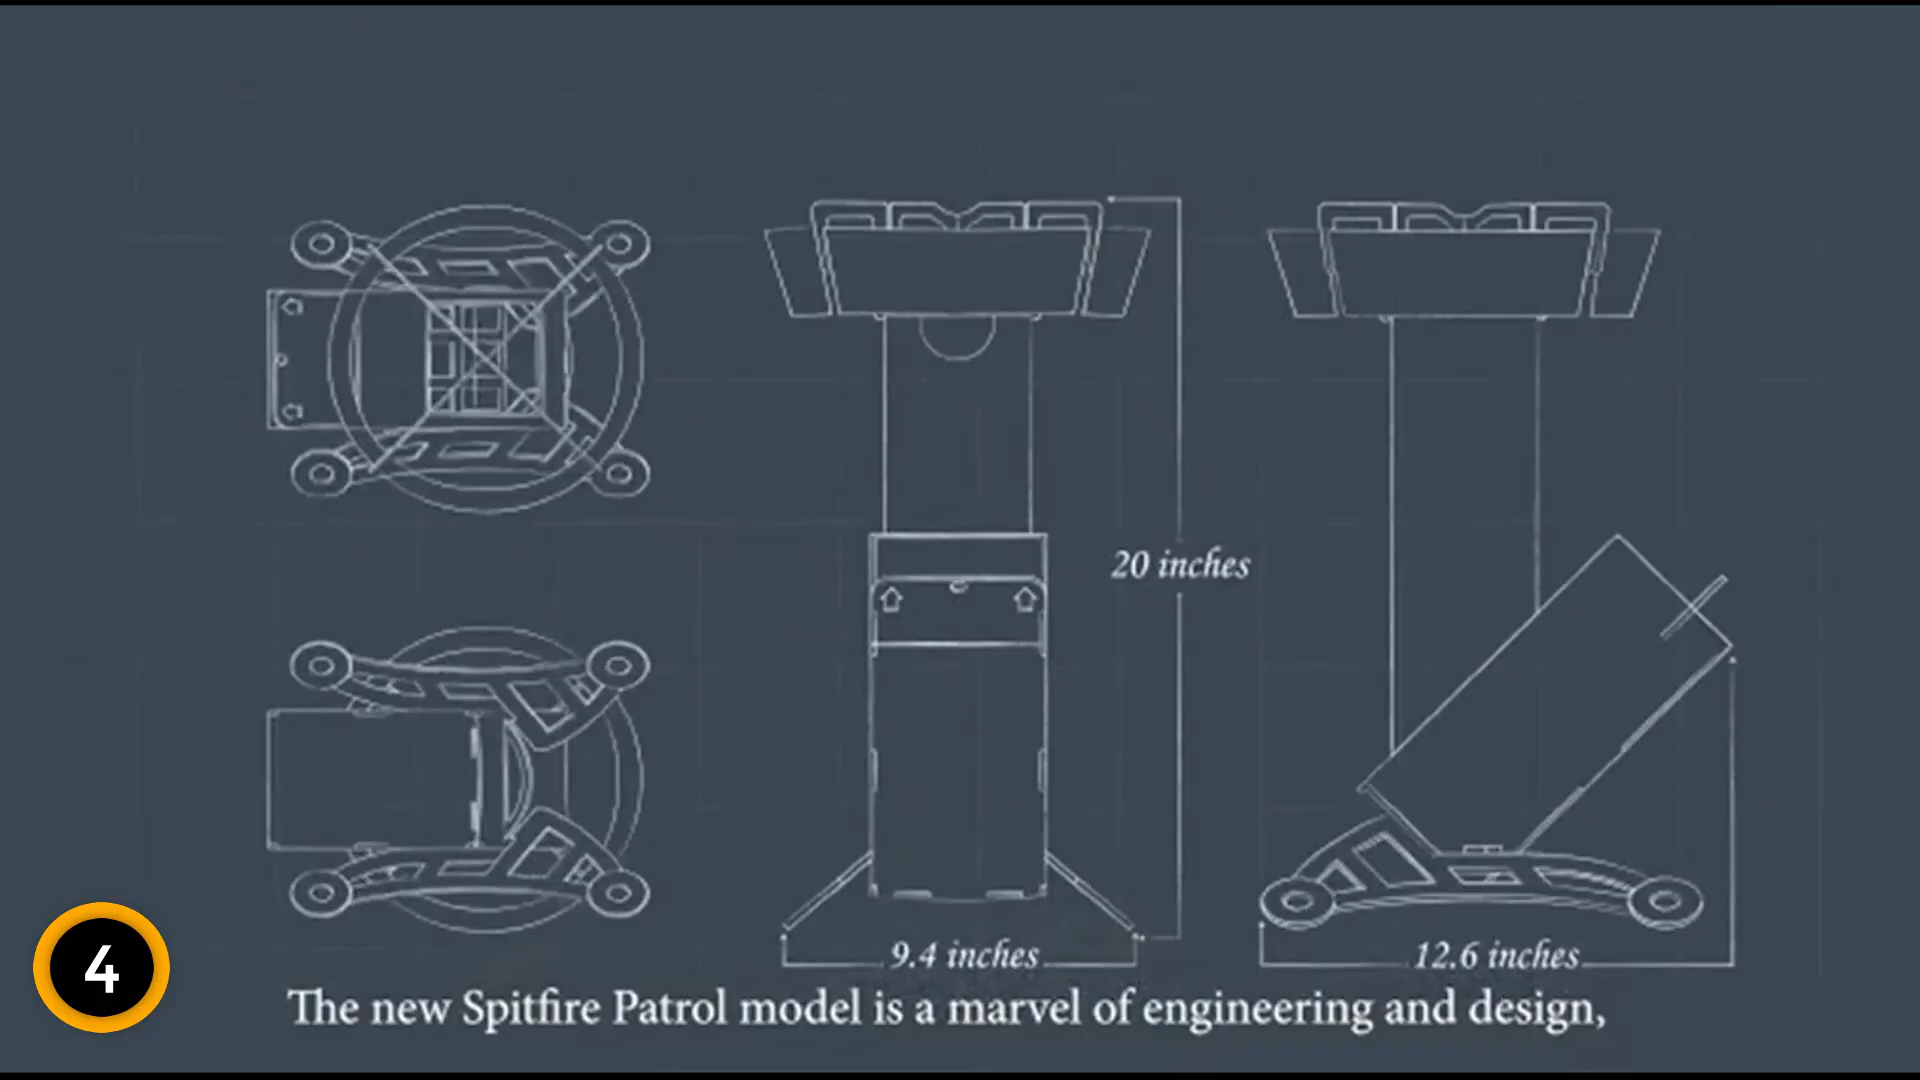 20 inches
9.4 inches
12.6 inches
The new Spitfire Patrol model is a marvel of engineering and design,
4